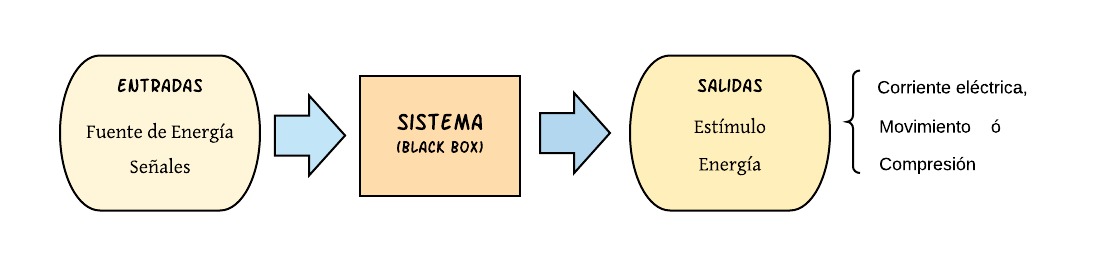 ENTRADAS
Fuente de Energía
Señales
SISTEMA
(BLACK BOX)
SALIDAS
Estímulo
Energía
Corriente eléctrica,
Movimiento ó
Compresión